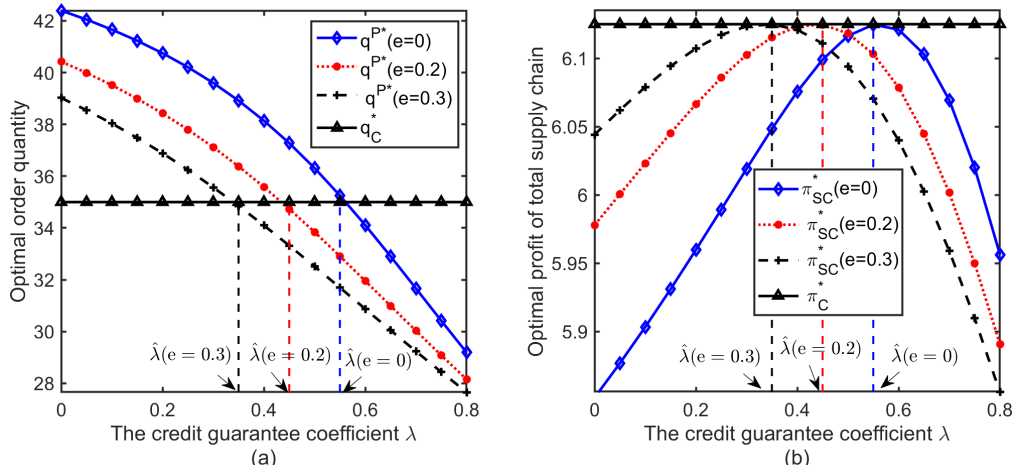 42
40
38
36
34
32
30
28
Optimal order quantity
q^P*(e=0)
q^P*(e=0.2)
q^P*(e=0.3)
q_C^*
λ̂(e = 0.3)
λ̂(e = 0.2)
λ̂(e = 0)
0 0.2 0.4 0.6 0.8
The credit guarantee coefficient λ
(a)
6.1
6.05
6
5.95
5.9
Optimal profit of total supply chain
π_SC^*(e=0)
π_SC^*(e=0.2)
π_SC^*(e=0.3)
π_C^*
λ̂(e = 0.3)
λ̂(e = 0.2)
λ̂(e = 0)
0 0.2 0.4 0.6 0.8
The credit guarantee coefficient λ
(b)